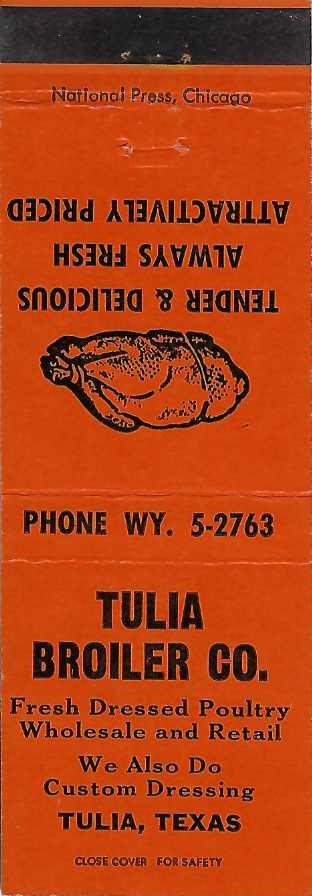 National Press, Chicago
TENDER & DELICIOUS
ALWAYS FRESH
ATTRACTIVELY PRICED
PHONE WY. 5-2763
TULIA
BROILER CO.
Fresh Dressed Poultry
Wholesale and Retail
We Also Do
Custom Dressing
TULIA, TEXAS
CLOSE COVER FOR SAFETY